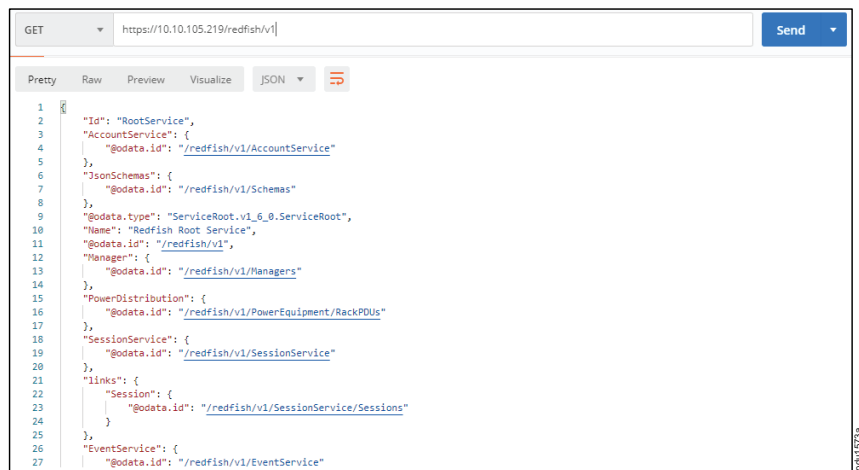 GET https://10.10.105.219/redfish/v1 Send
Pretty Raw Preview Visualize JSON
1 {
2 "Id": "RootService",
3 "AccountService": {
4 "@odata.id": "/redfish/v1/AccountService"
5 },
6 "JsonSchemas": {
7 "@odata.id": "/redfish/v1/Schemas"
8 },
9 "@odata.type": "ServiceRoot.v1_6_0.ServiceRoot",
10 "Name": "Redfish Root Service",
11 "@odata.id": "/redfish/v1",
12 "Manager": {
13 "@odata.id": "/redfish/v1/Managers"
14 },
15 "PowerDistribution": {
16 "@odata.id": "/redfish/v1/PowerEquipment/RackPDUs"
17 },
18 "SessionService": {
19 "@odata.id": "/redfish/v1/SessionService"
20 },
21 "links": {
22 "Session": {
23 "@odata.id": "/redfish/v1/SessionService/Sessions"
24 }
25 },
26 "EventService": {
27 "@odata.id": "/redfish/v1/EventService"